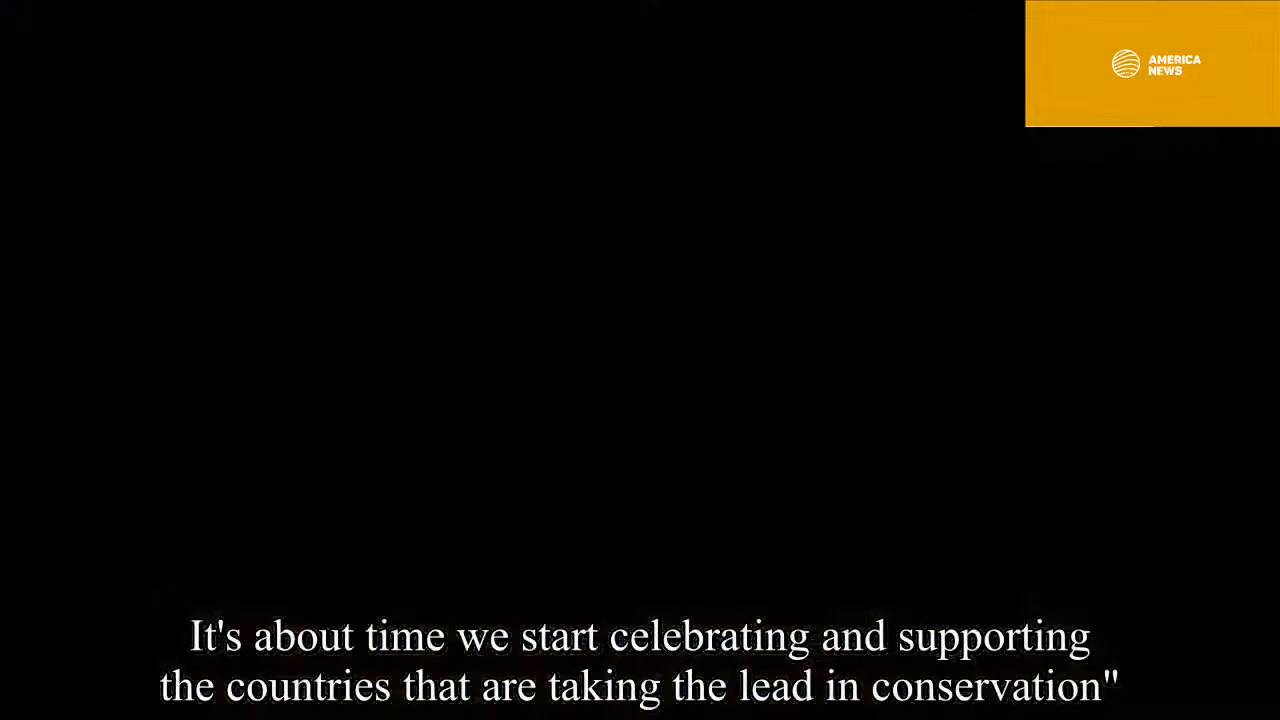 AMERICA
NEWS
It's about time we start celebrating and supporting
the countries that are taking the lead in conservation"